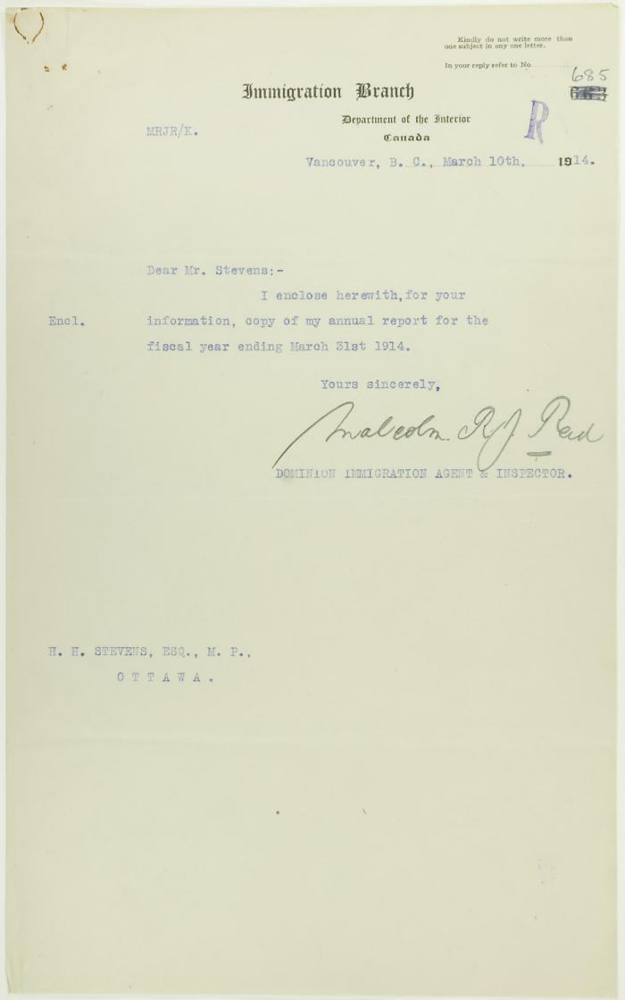 Kindly do not write more than
one subject in any one letter.
In your reply refer to No
685
Immigration Branch
R
Department of the Interior
MRJR/K.
Canada
Vancouver, B. C., March 10th, 1914.
Dear Mr. Stevens:-
I enclose herewith, for your
Encl. information, copy of my annual report for the
fiscal year ending March 31st 1914.
Yours sincerely,
Malcolm. R J Reid
DOMINION IMMIGRATION AGENT & INSPECTOR.
H. H. STEVENS, ESQ., M. P.,
O T T A W A .